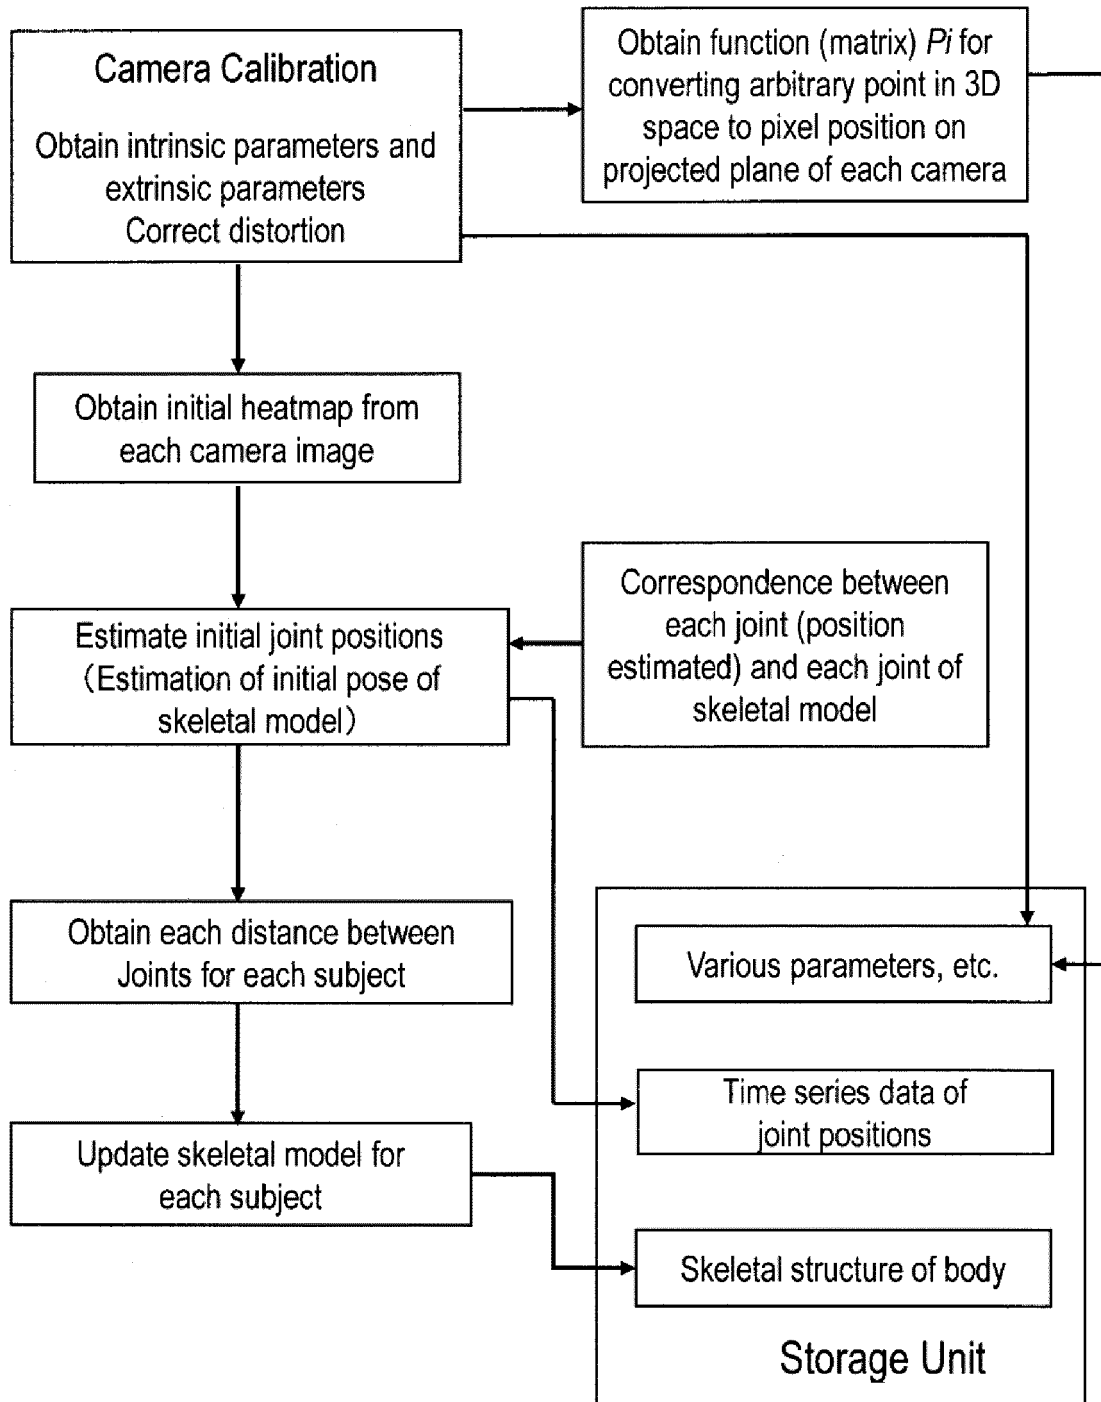 Camera Calibration
Obtain intrinsic parameters and
extrinsic parameters
Correct distortion
Obtain function (matrix) Pi for
converting arbitrary point in 3D
space to pixel position on
projected plane of each camera
Obtain initial heatmap from
each camera image
Estimate initial joint positions
（Estimation of initial pose of
skeletal model）
Correspondence between
each joint (position
estimated) and each joint of
skeletal model
Obtain each distance between
Joints for each subject
Update skeletal model for
each subject
Various parameters, etc.
Time series data of
joint positions
Skeletal structure of body
Storage Unit